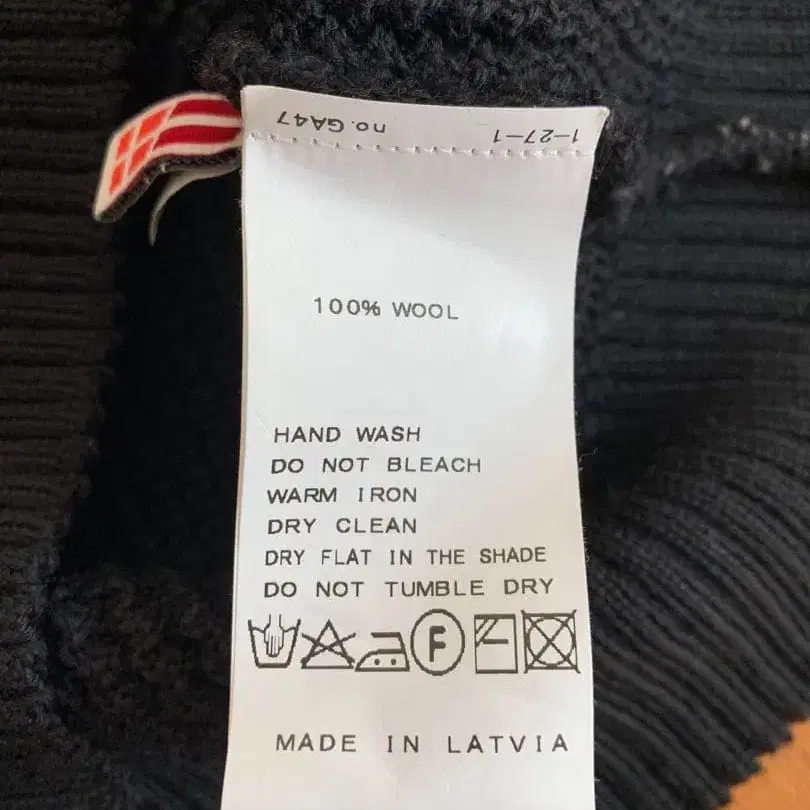 no.GA47 1-27-1
100% WOOL
HAND WASH
DO NOT BLEACH
WARM IRON
DRY CLEAN
DRY FLAT IN THE SHADE
DO NOT TUMBLE DRY
F
MADE IN LATVIA